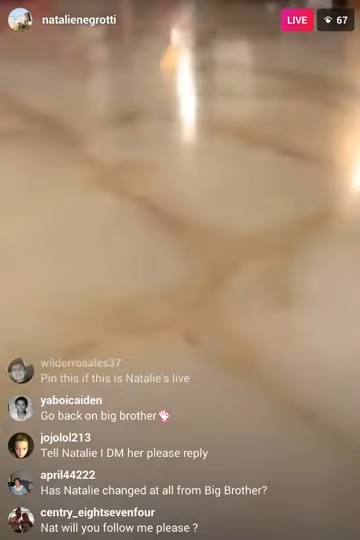 natalienegrotti
LIVE
67
wilderrosales37
Pin this if this is Natalie's live
yaboicaiden
Go back on big brother
jojolol213
Tell Natalie I DM her please reply
april44222
Has Natalie changed at all from Big Brother?
centry_eightsevenfour
Nat will you follow me please ?